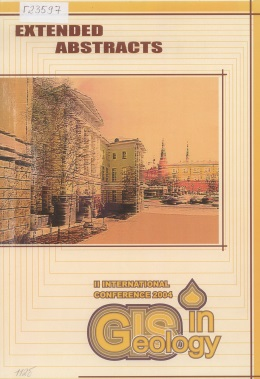 г23597
EXTENDED
ABSTRACTS
II INTERNATIONAL
CONFERENCE 2004
GIS in
Geology